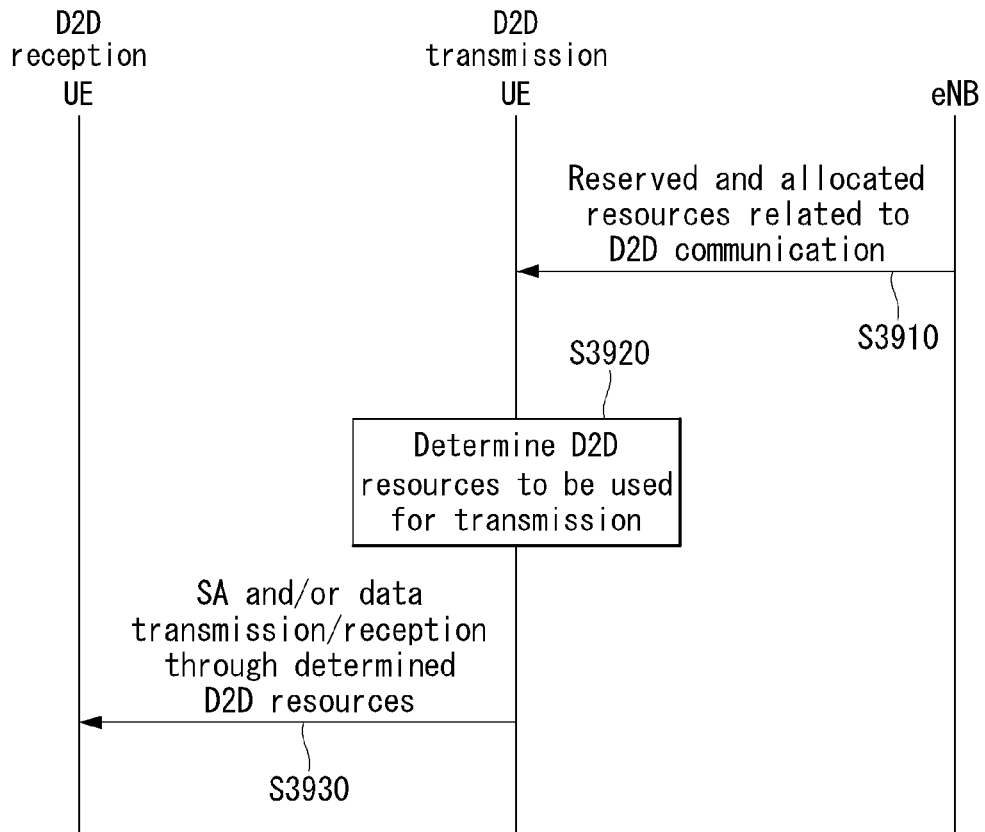 D2D
reception
UE
D2D
transmission
UE
eNB
Reserved and allocated
resources related to
D2D communication
S3910
S3920
Determine D2D
resources to be used
for transmission
SA and/or data
transmission/reception
through determined
D2D resources
S3930